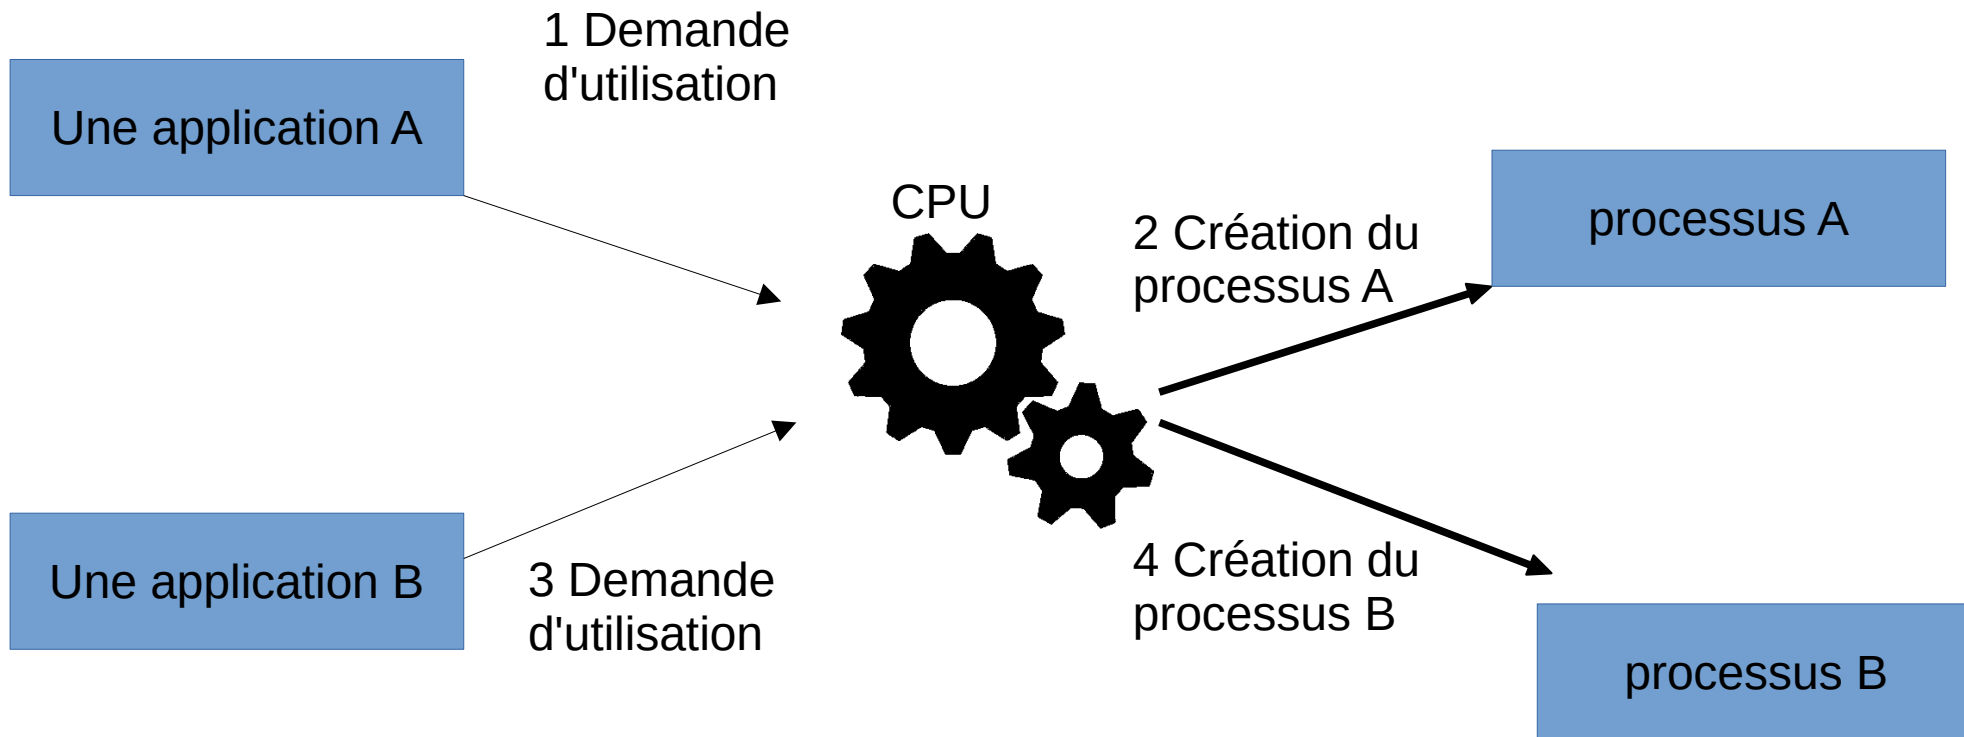 1 Demande
d'utilisation
Une application A
CPU
2 Création du
processus A
processus A
Une application B
3 Demande
d'utilisation
4 Création du
processus B
processus B